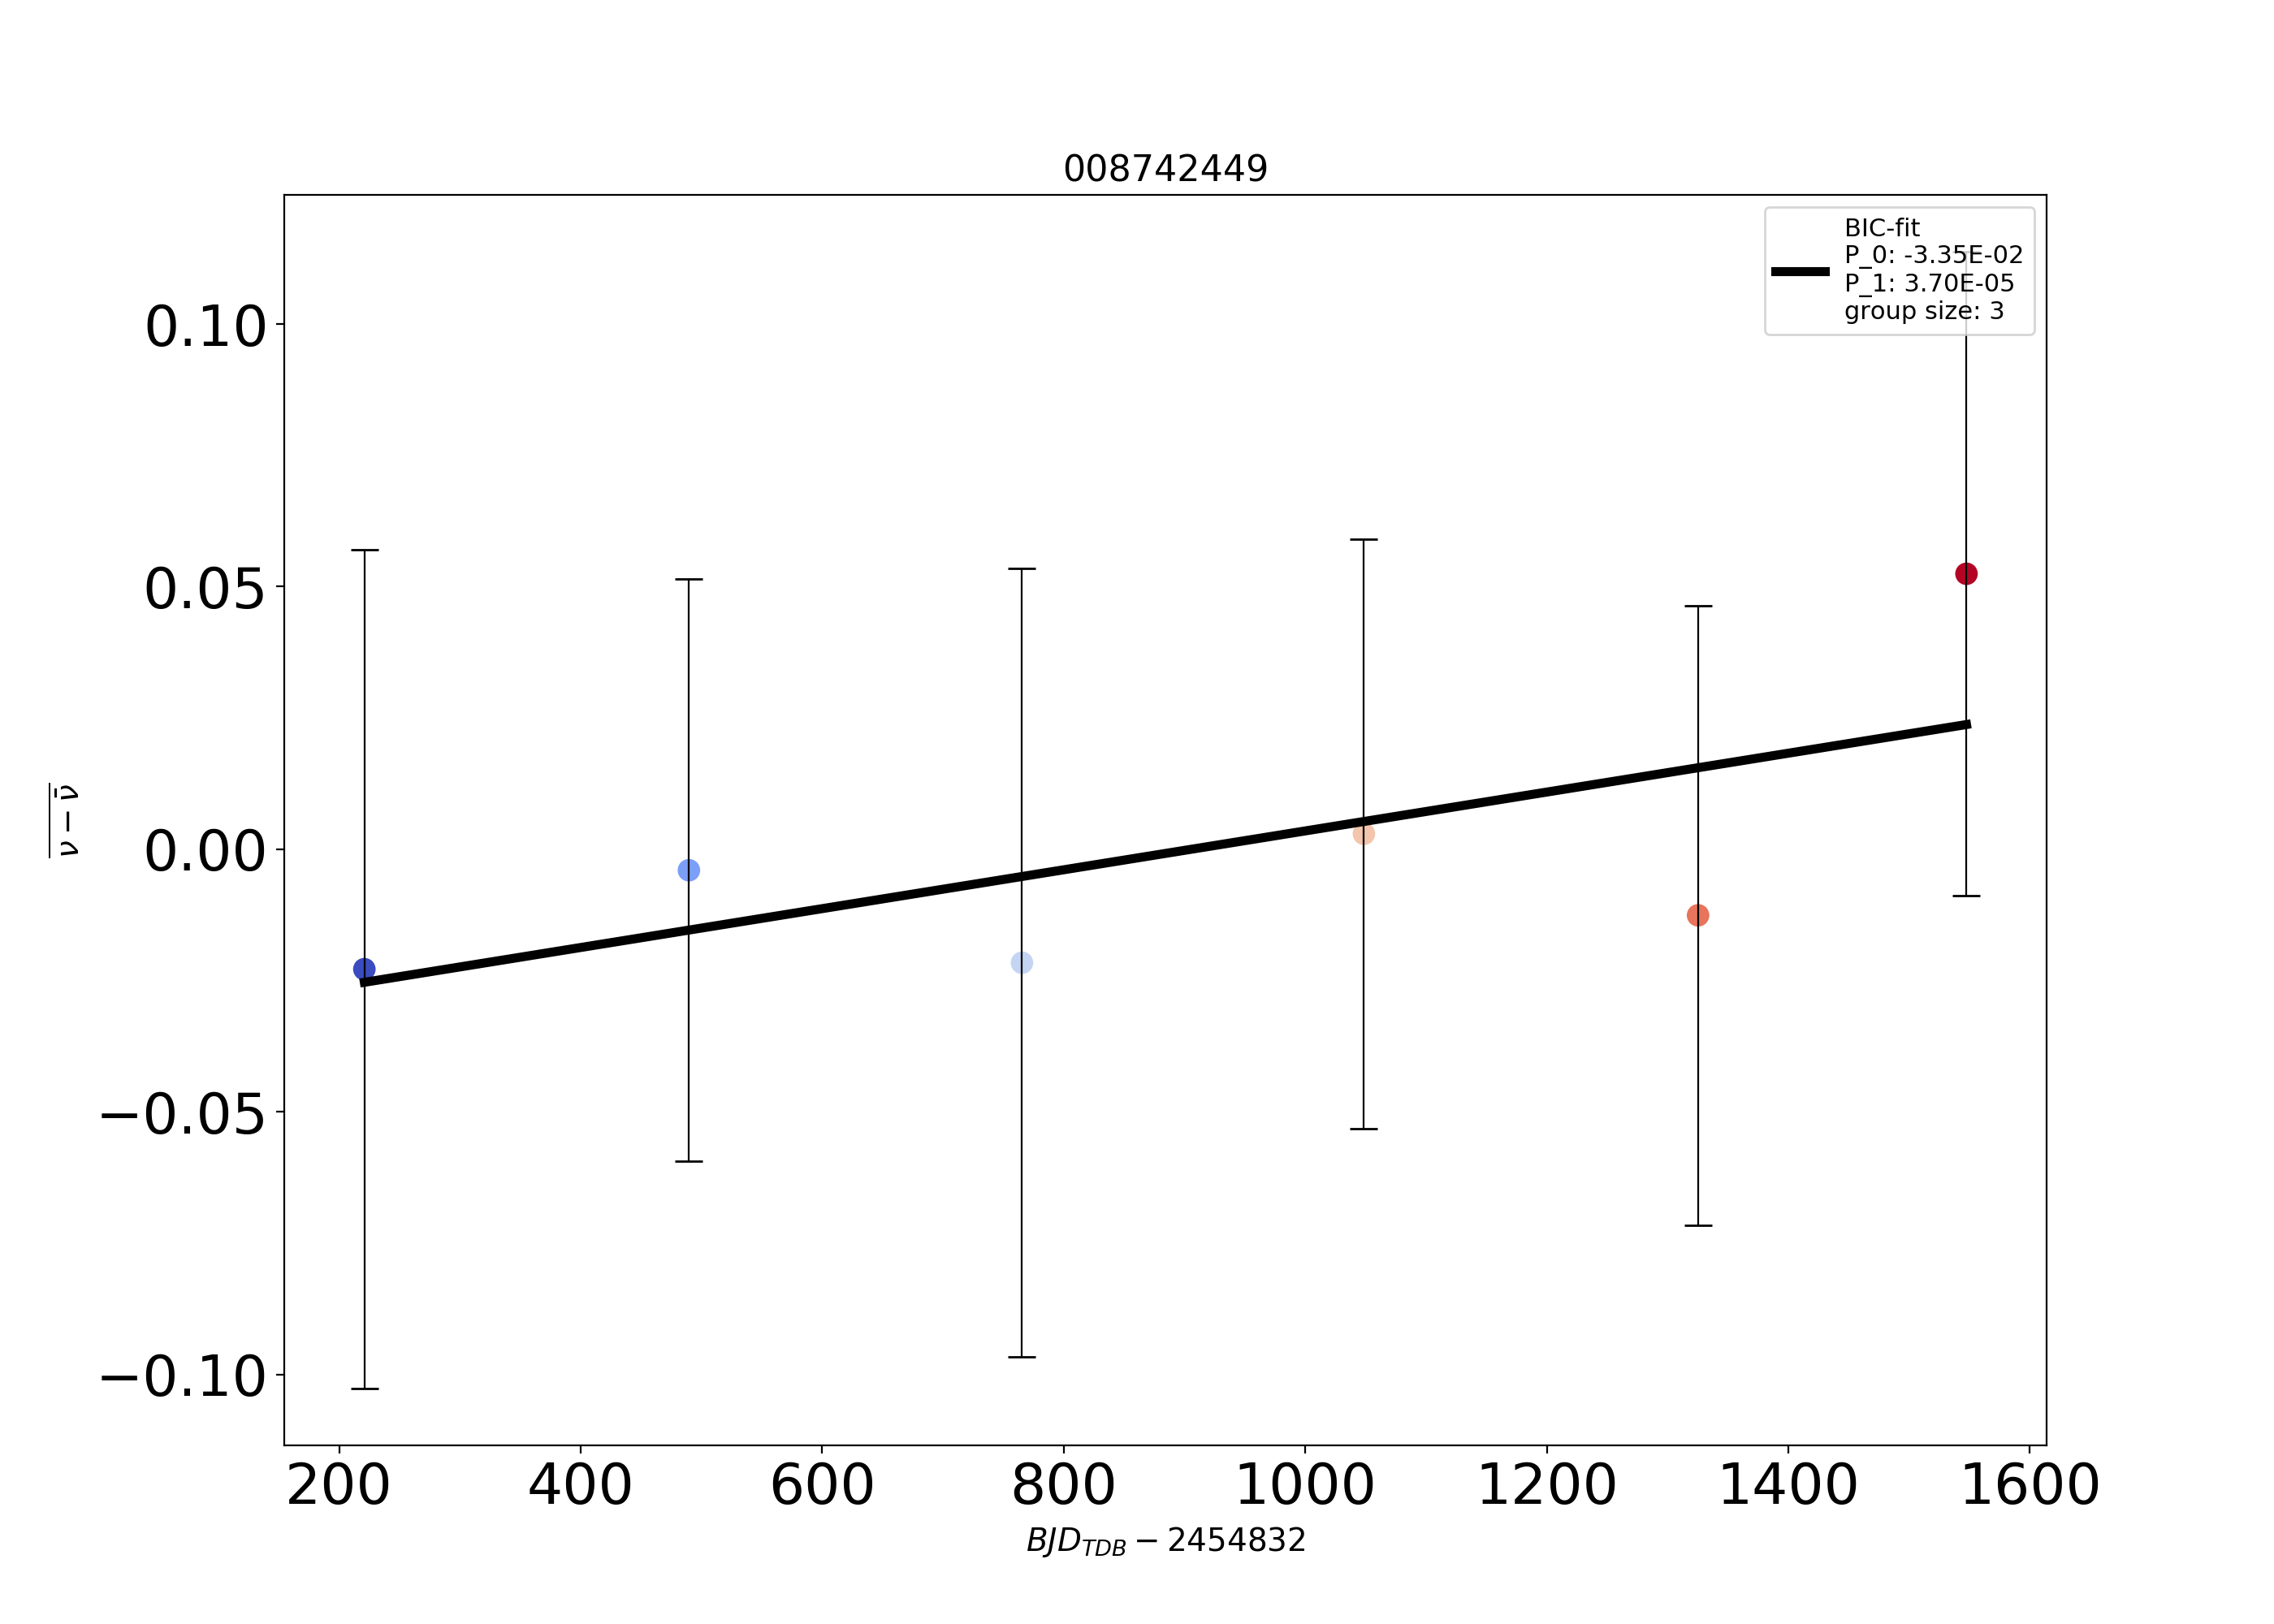 008742449
BIC-fit
P_0: -3.35E-02
P_1: 3.70E-05
group size: 3
0.10
0.05
0.00
−0.05
−0.10
ν − ν̄
200 400 600 800 1000 1200 1400 1600
BJD_TDB − 2454832